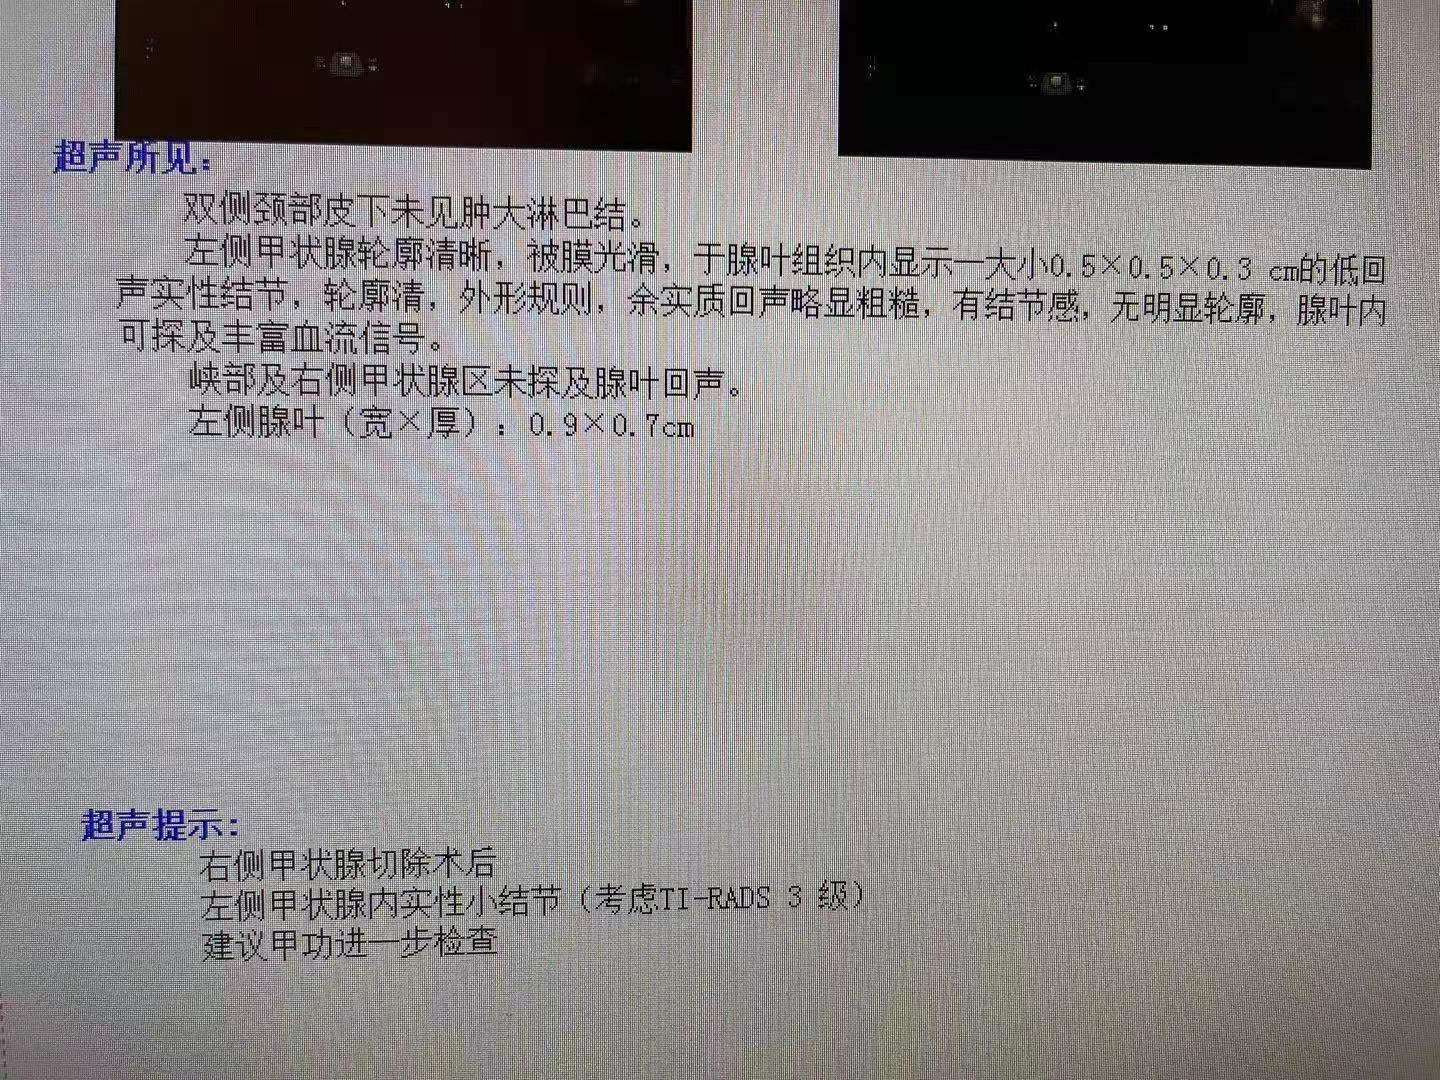 超声所见：
双侧颈部皮下未见肿大淋巴结。
左侧甲状腺轮廓清晰，被膜光滑，于腺叶组织内显示一大小0.5×0.5×0.3 cm的低回
声实性结节，轮廓清，外形规则，余实质回声略显粗糙，有结节感，无明显轮廓，腺叶内
可探及丰富血流信号。
峡部及右侧甲状腺区未探及腺叶回声。
左侧腺叶（宽×厚）：0.9×0.7cm
超声提示：
右侧甲状腺切除术后
左侧甲状腺内实性小结节（考虑TI-RADS 3 级）
建议甲功进一步检查